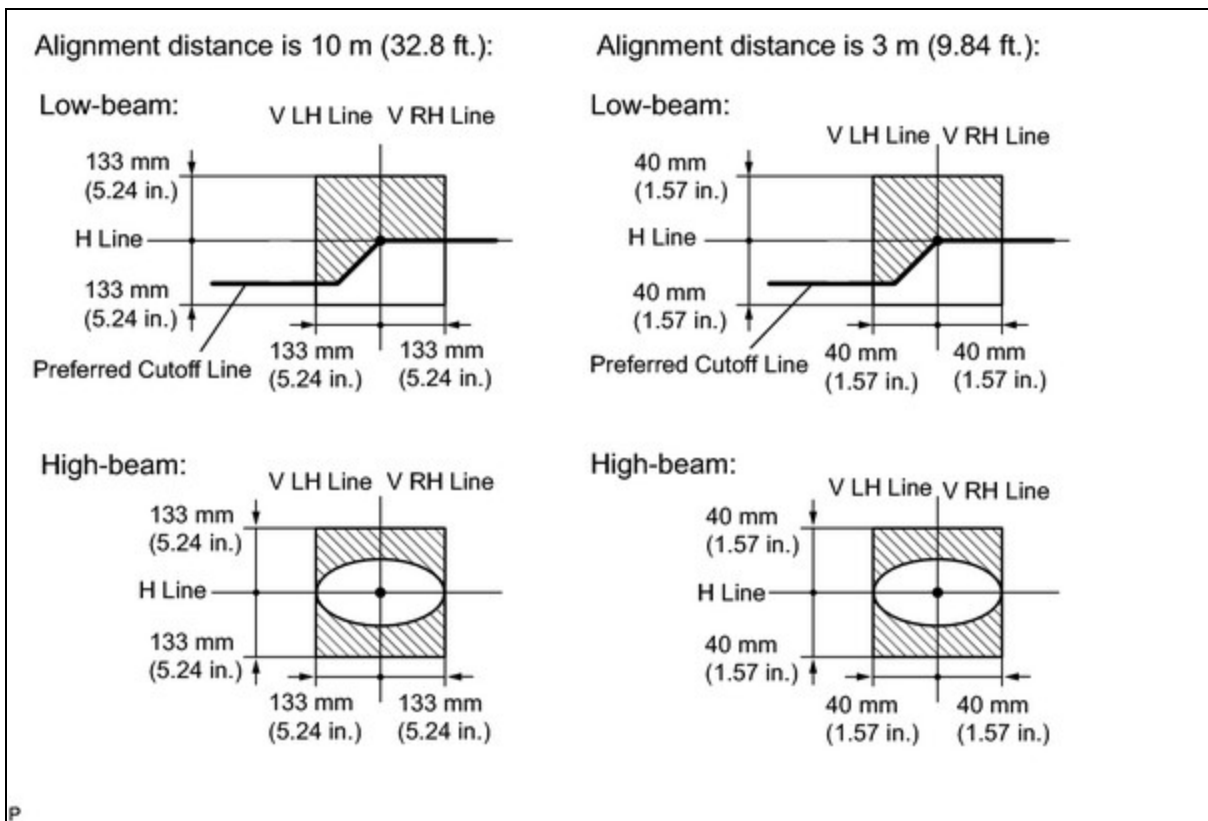 Alignment distance is 10 m (32.8 ft.):
Low-beam:
V LH Line V RH Line
133 mm
(5.24 in.)
H Line
133 mm
(5.24 in.)
Preferred Cutoff Line
133 mm
(5.24 in.)
133 mm
(5.24 in.)
High-beam:
V LH Line V RH Line
133 mm
(5.24 in.)
H Line
133 mm
(5.24 in.)
133 mm
(5.24 in.)
133 mm
(5.24 in.)
Alignment distance is 3 m (9.84 ft.):
Low-beam:
V LH Line V RH Line
40 mm
(1.57 in.)
H Line
40 mm
(1.57 in.)
Preferred Cutoff Line
40 mm
(1.57 in.)
40 mm
(1.57 in.)
High-beam:
V LH Line V RH Line
40 mm
(1.57 in.)
H Line
40 mm
(1.57 in.)
40 mm
(1.57 in.)
40 mm
(1.57 in.)
P